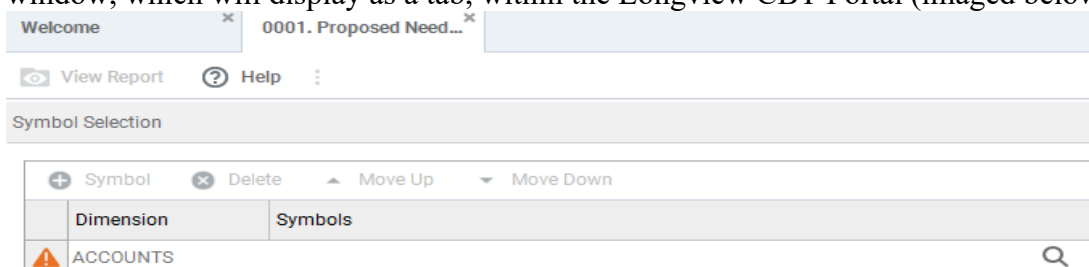 window, which will display as a tab, within the Longview CBT Portal (imaged below
Welcome × 0001. Proposed Need...×
View Report Help
Symbol Selection
Symbol Delete Move Up Move Down
Dimension Symbols
ACCOUNTS